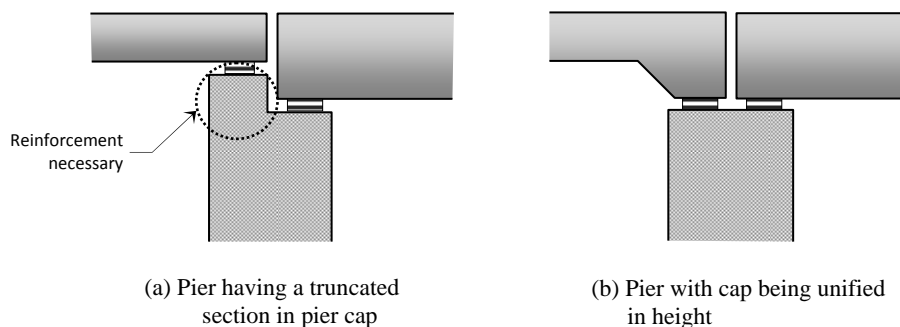 Reinforcement
necessary
(a) Pier having a truncated
section in pier cap
(b) Pier with cap being unified
in height